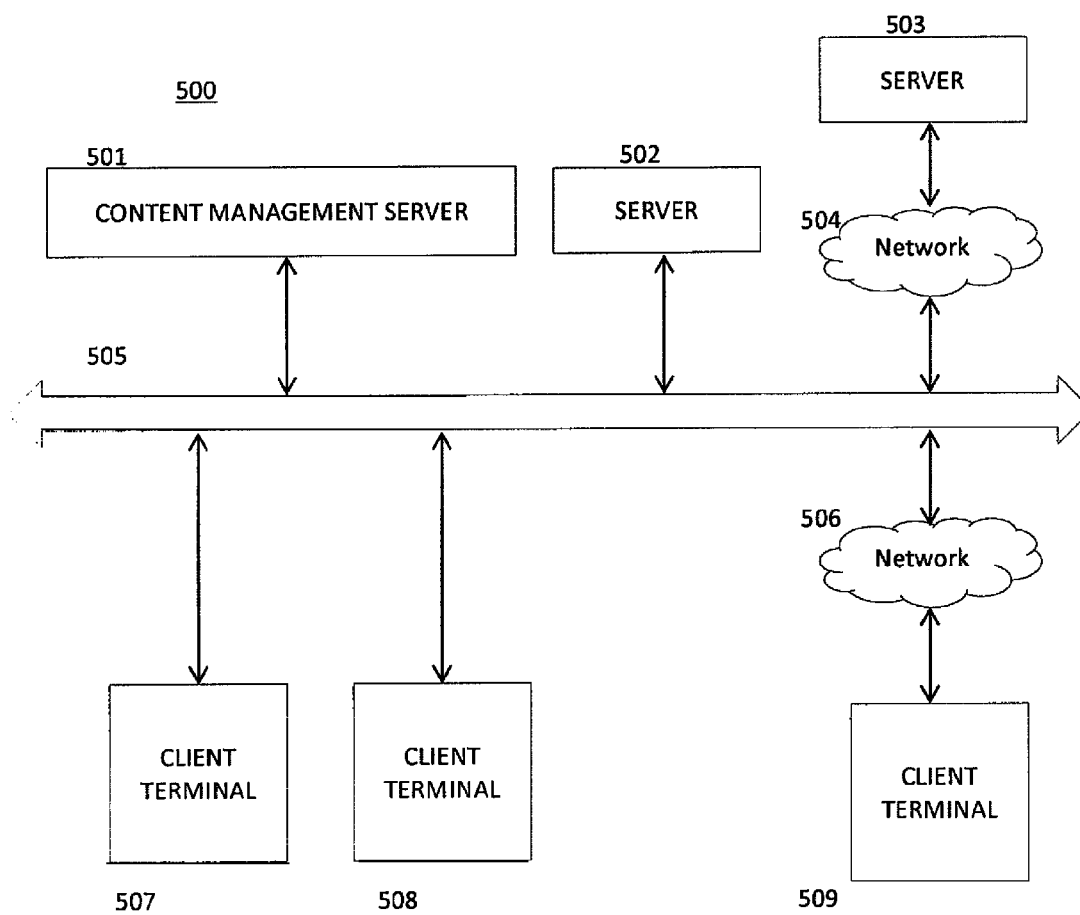 503
SERVER
500
501
CONTENT MANAGEMENT SERVER
502
SERVER
504
Network
505
506
Network
CLIENT
TERMINAL
CLIENT
TERMINAL
CLIENT
TERMINAL
507
508
509